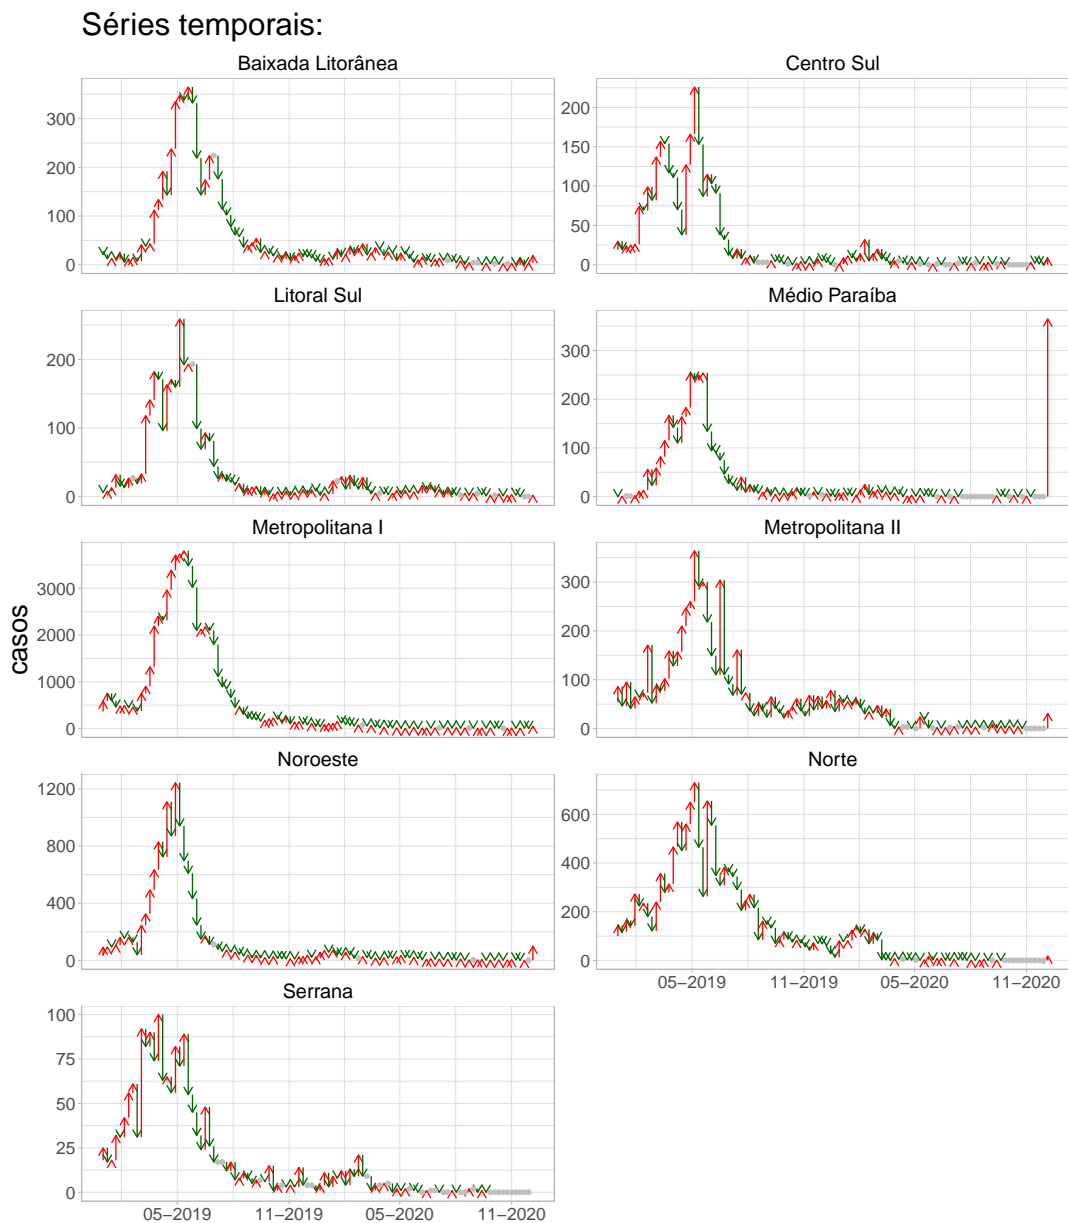 Séries temporais:
Baixada Litorânea
Centro Sul
300
200
100
0
200
150
100
50
0
Litoral Sul
Médio Paraíba
200
100
0
300
200
100
0
Metropolitana I
Metropolitana II
3000
2000
1000
0
300
200
100
0
casos
Noroeste
Norte
1200
800
400
0
600
400
200
0
05−2019 11−2019 05−2020 11−2020
Serrana
100
75
50
25
0
05−2019 11−2019 05−2020 11−2020